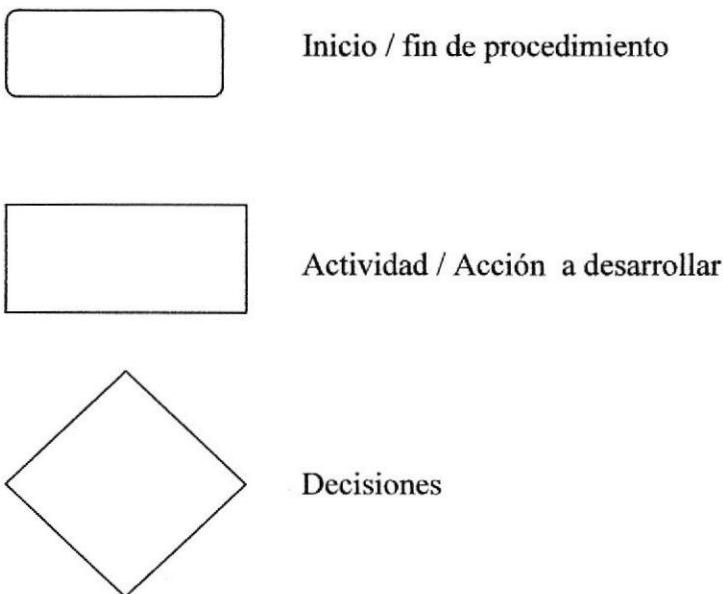 Inicio / fin de procedimiento
Actividad / Acción a desarrollar
Decisiones